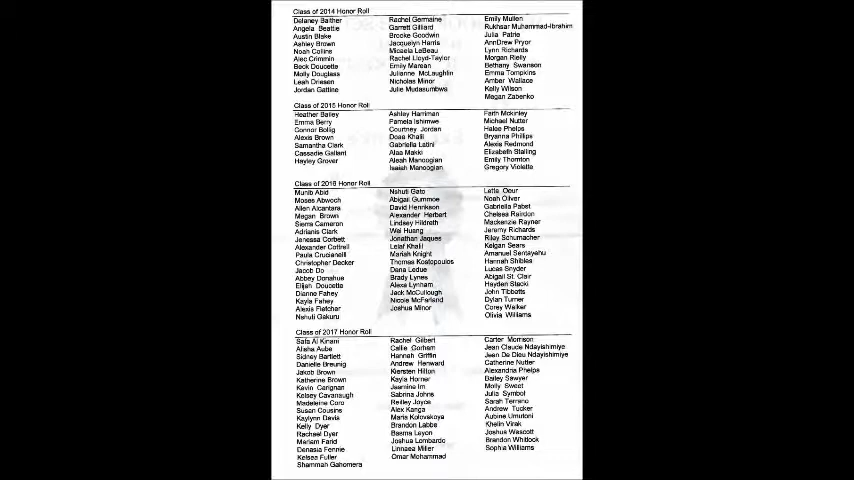 Class of 2014 Honor Roll
Delaney Balther
Angela Beattie
Austin Blake
Ashley Brown
Noah Collins
Alec Crimmin
Beck Doucette
Molly Douglass
Leah Driesen
Jordan Gattine
Rachel Germaine
Garrett Gilliard
Brooke Goodwin
Jacquelyn Harris
Micaela LeBeau
Rachel Lloyd-Taylor
Emily Marean
Julianne McLaughlin
Nicholas Minor
Julie Mudasumbwa
Emily Mullen
Rukhsar Muhammad-Ibrahim
Julia Patrie
AnnDrew Pryor
Lynn Richards
Morgan Rielly
Bethany Swanson
Emma Tompkins
Amber Wallace
Kelly Wilson
Megan Zabenko
Class of 2015 Honor Roll
Heather Bailey
Emma Berry
Connor Bollig
Alexis Brown
Samantha Clark
Cassadie Gallant
Hayley Grover
Ashley Harriman
Pamela Ishimwe
Courtney Jordan
Doaa Khalil
Gabriella Latini
Alaa Makki
Aleah Manoogian
Isaiah Manoogian
Faith Mckinley
Michael Nutter
Halee Phelps
Bryanna Phillips
Alexis Redmond
Elizabeth Stalling
Emily Thornton
Gregory Violette
Class of 2016 Honor Roll
Munib Abid
Moses Abwoch
Allen Alcantara
Megan Brown
Sierra Cameron
Adrianis Clark
Jenessa Corbett
Alexander Cottrell
Paula Crucianelli
Christopher Decker
Jacob Do
Abbey Donahue
Elijah Doucette
Dianne Fahey
Kayla Fahey
Alexis Fletcher
Nshuti Gakuru
Nshuti Gato
Abigail Gummoe
David Henrikson
Alexander Herbert
Lindsey Hildreth
Wei Huang
Jonathan Jaques
Lelaf Khalil
Mariah Knight
Thomas Kostopoulos
Dana Ledue
Brady Lynes
Alexa Lynham
Jack McCullough
Nicole McFarland
Joshua Minor
Lette Oour
Noah Oliver
Gabriella Pabst
Chelsea Rairdon
Mackenzie Rayner
Jeremy Richards
Riley Schumacher
Keigan Sears
Amanuel Sentayehu
Hannah Shibles
Lucas Snyder
Abigail St. Clair
Hayden Stacki
John Tibbetts
Dylan Turner
Corey Walker
Olivia Williams
Class of 2017 Honor Roll
Safa Al Kinani
Alisha Aube
Sidney Bartlett
Danielle Breunig
Jakob Brown
Katherine Brown
Kevin Carignan
Kelsey Cavanaugh
Madeleine Coro
Susan Cousins
Kaylynn Davis
Kelly Dyer
Rachael Dyer
Mariam Farid
Denasia Fennie
Kelsea Fuller
Shammah Gahomera
Rachel Gilbert
Callie Gorham
Hannah Griffin
Andrew Henward
Kiersten Hilton
Kayla Horner
Jasmine Im
Sabrina Johns
Reilley Joyce
Alex Kanga
Maria Kolovskaya
Brandon Labbe
Basma Layon
Joshua Lombardo
Linnaea Miller
Omar Mohammad
Carter Morrison
Jean Claude Ndayishimiye
Jean De Dieu Ndayishimiye
Catherine Nutter
Alexandria Phelps
Bailey Sawyer
Molly Sweet
Julia Symbol
Sarah Terrano
Andrew Tucker
Aubine Umutoni
Khelin Virak
Joshua Wescott
Brandon Whitlock
Sophia Williams